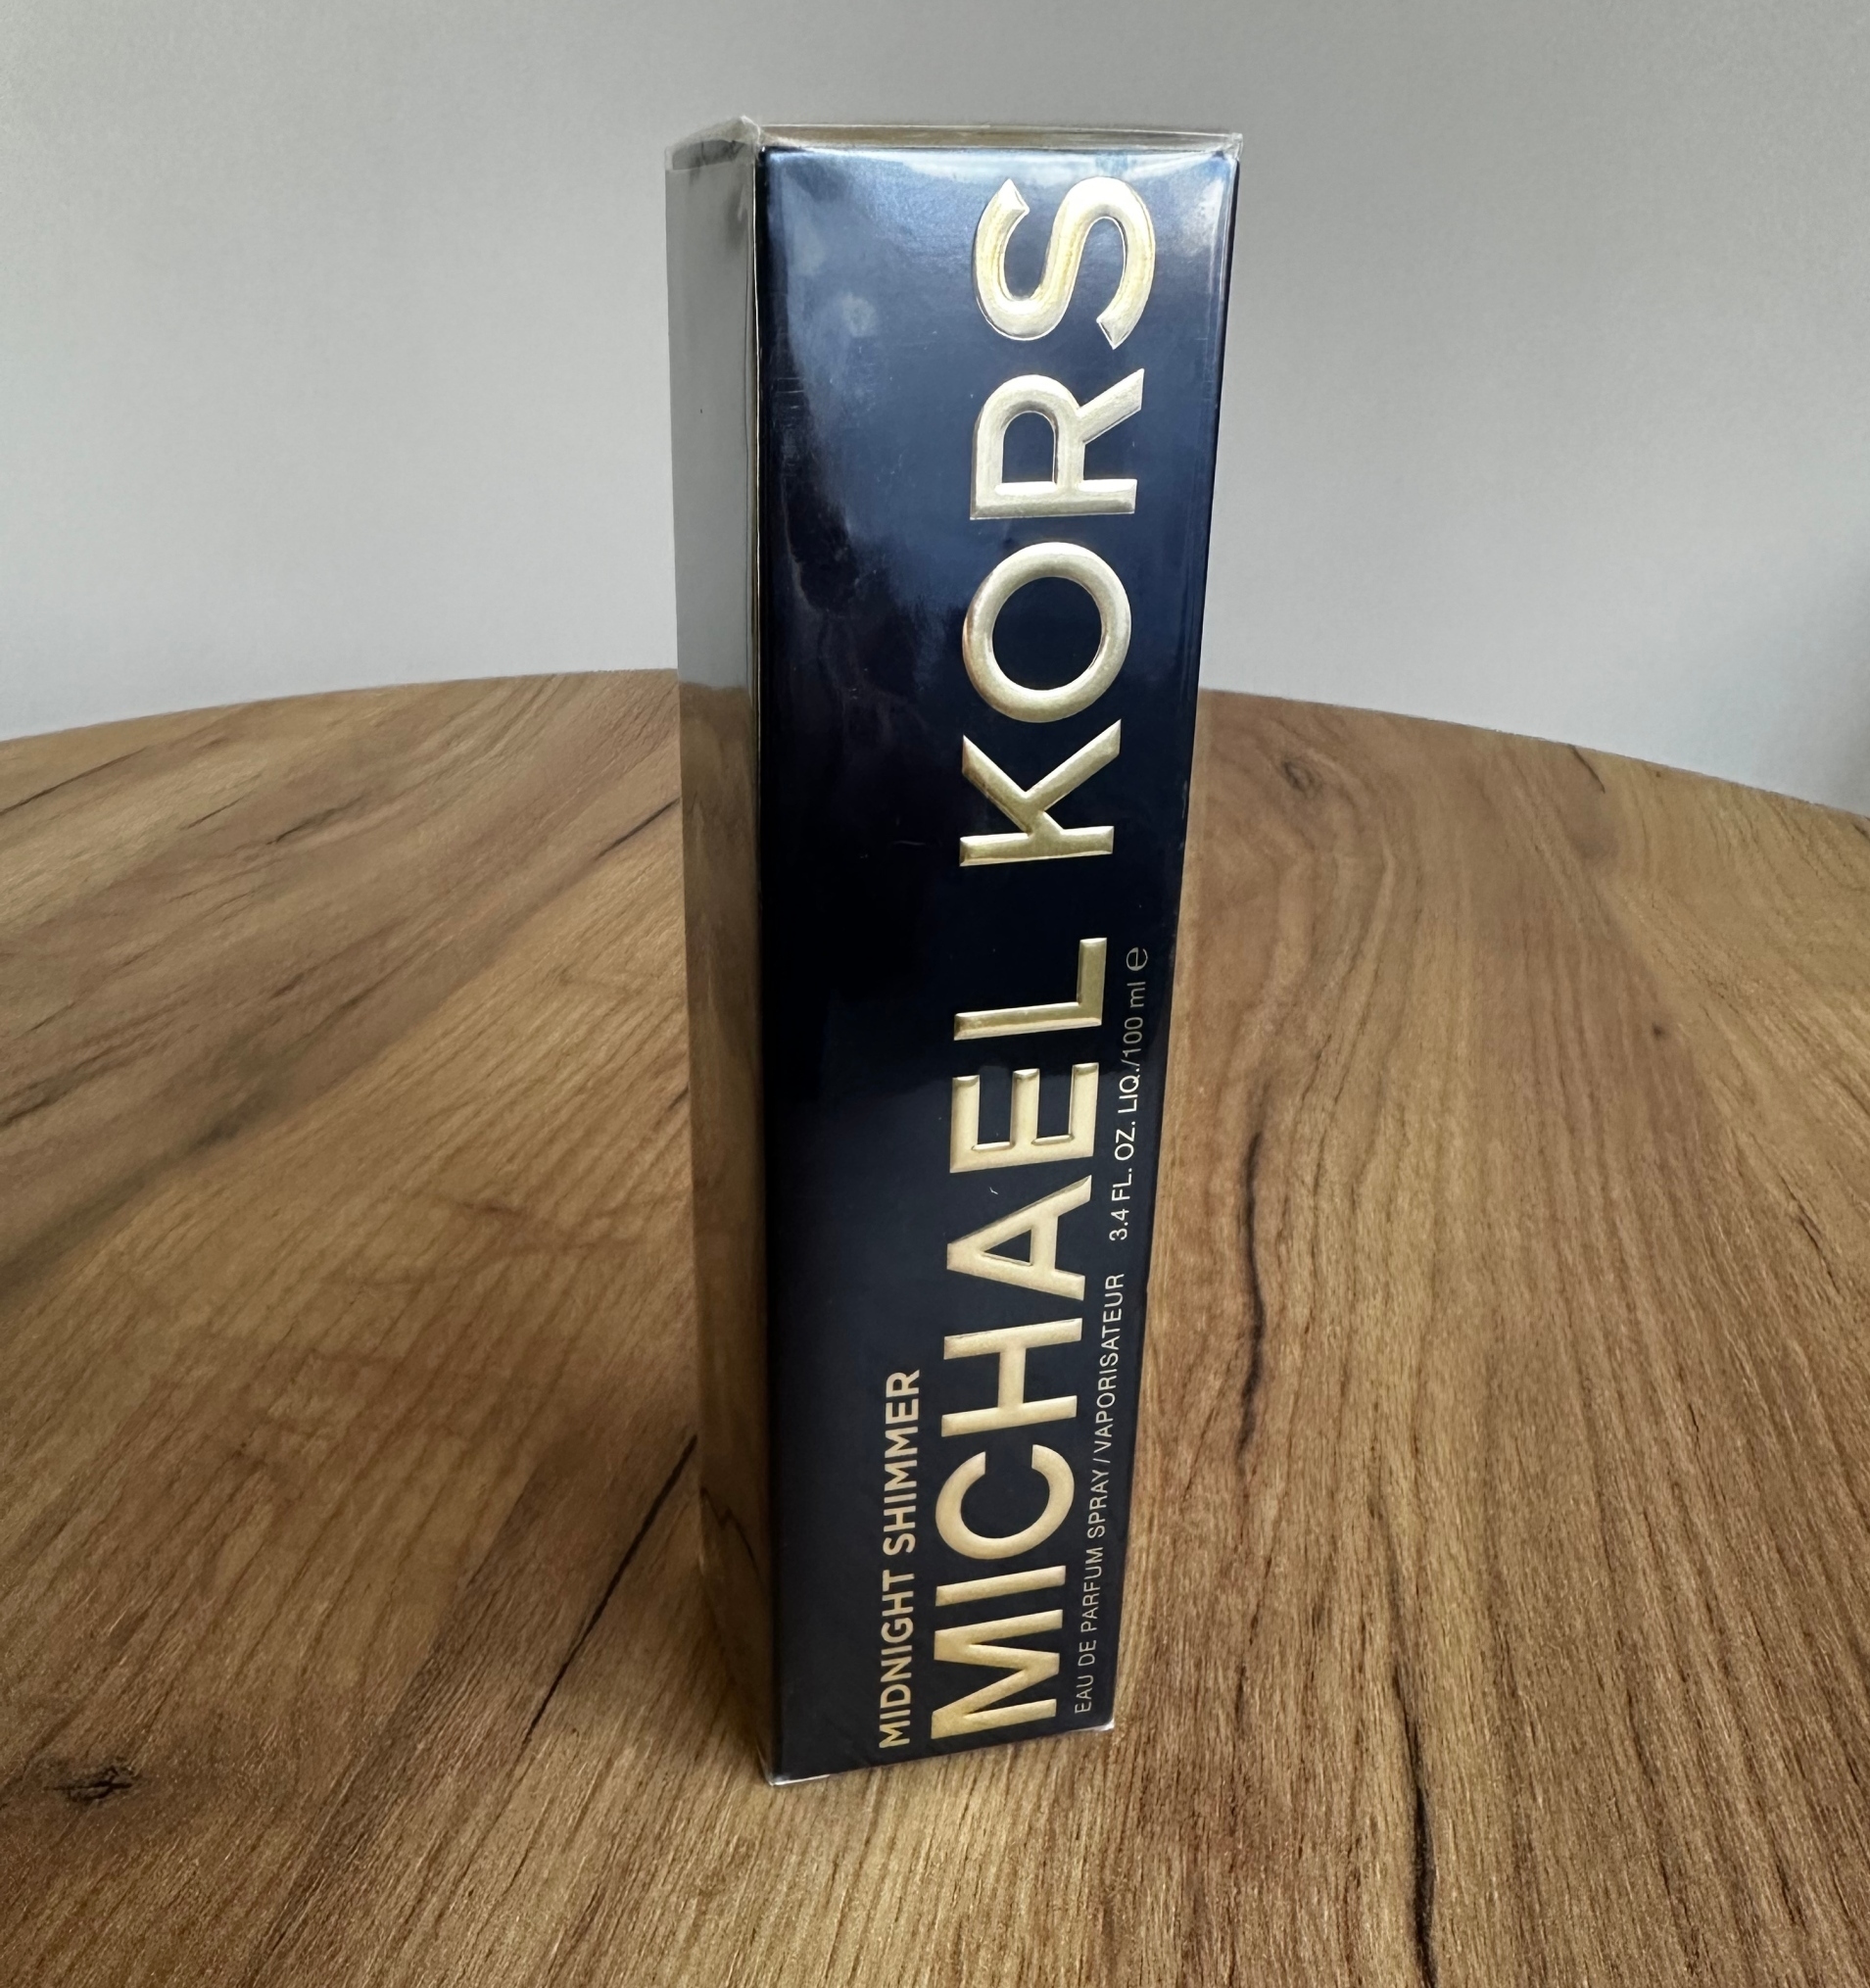 MIDNIGHT SHIMMER
MICHAEL KORS
EAU DE PARFUM SPRAY / VAPORISATEUR 3.4 FL. OZ. LIQ./100 ml ℮